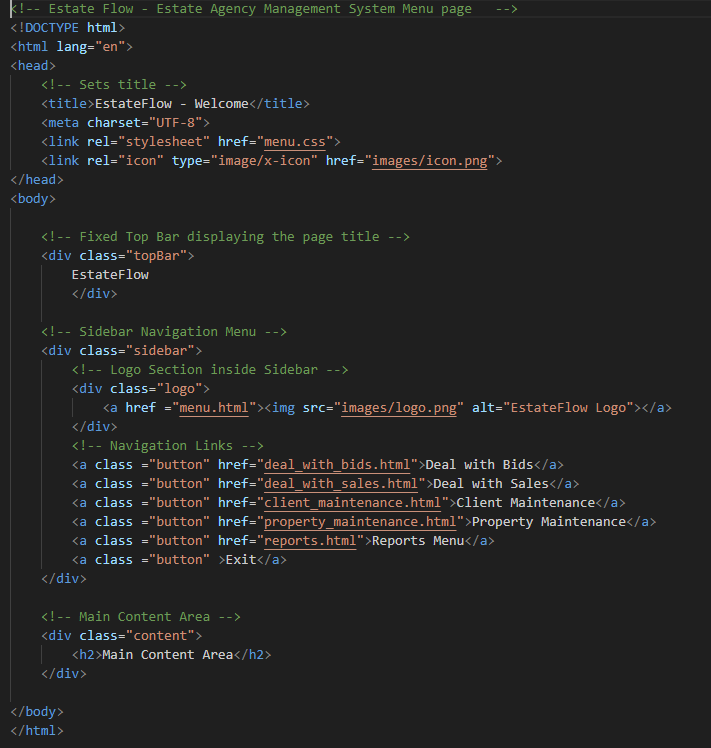 <!-- Estate Flow - Estate Agency Management System Menu page   -->
<!DOCTYPE html>
<html lang="en">
<head>
    <!-- Sets title -->
    <title>EstateFlow - Welcome</title>
    <meta charset="UTF-8">
    <link rel="stylesheet" href="menu.css">
    <link rel="icon" type="image/x-icon" href="images/icon.png">
</head>
<body>

    <!-- Fixed Top Bar displaying the page title -->
    <div class="topBar">
        EstateFlow
        </div>

    <!-- Sidebar Navigation Menu -->
    <div class="sidebar">
        <!-- Logo Section inside Sidebar -->
        <div class="logo">
            <a href ="menu.html"><img src="images/logo.png" alt="EstateFlow Logo"></a>
        </div>
        <!-- Navigation Links -->
        <a class ="button" href="deal_with_bids.html">Deal with Bids</a>
        <a class ="button" href="deal_with_sales.html">Deal with Sales</a>
        <a class ="button" href="client_maintenance.html">Client Maintenance</a>
        <a class ="button" href="property_maintenance.html">Property Maintenance</a>
        <a class ="button" href="reports.html">Reports Menu</a>
        <a class ="button" >Exit</a>
    </div>

    <!-- Main Content Area -->
    <div class="content">
        <h2>Main Content Area</h2>
    </div>

</body>
</html>